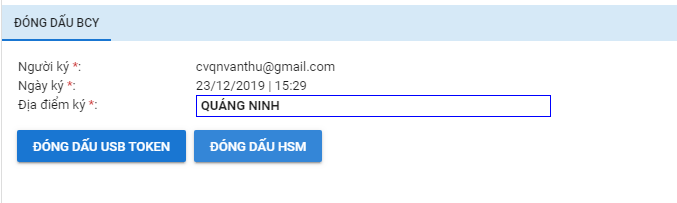 ĐÓNG DẤU BCY
Người ký *: cvqnvanthu@gmail.com
Ngày ký *: 23/12/2019 | 15:29
Địa điểm ký *: QUẢNG NINH
ĐÓNG DẤU USB TOKEN ĐÓNG DẤU HSM